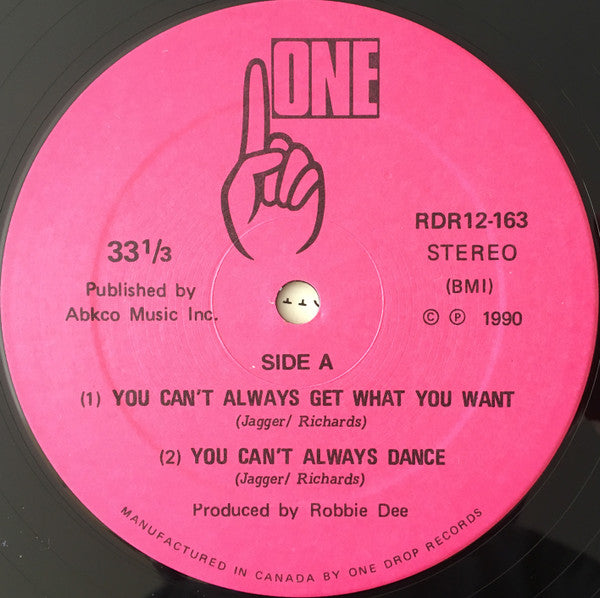 ONE
RDR12-163
33 1/3
STEREO
Published by
(BMI)
Abkco Music Inc.
© ℗ 1990
SIDE A
(1) YOU CAN'T ALWAYS GET WHAT YOU WANT
(Jagger/ Richards)
(2) YOU CAN'T ALWAYS DANCE
(Jagger/ Richards)
Produced by Robbie Dee
MANUFACTURED IN CANADA BY ONE DROP RECORDS